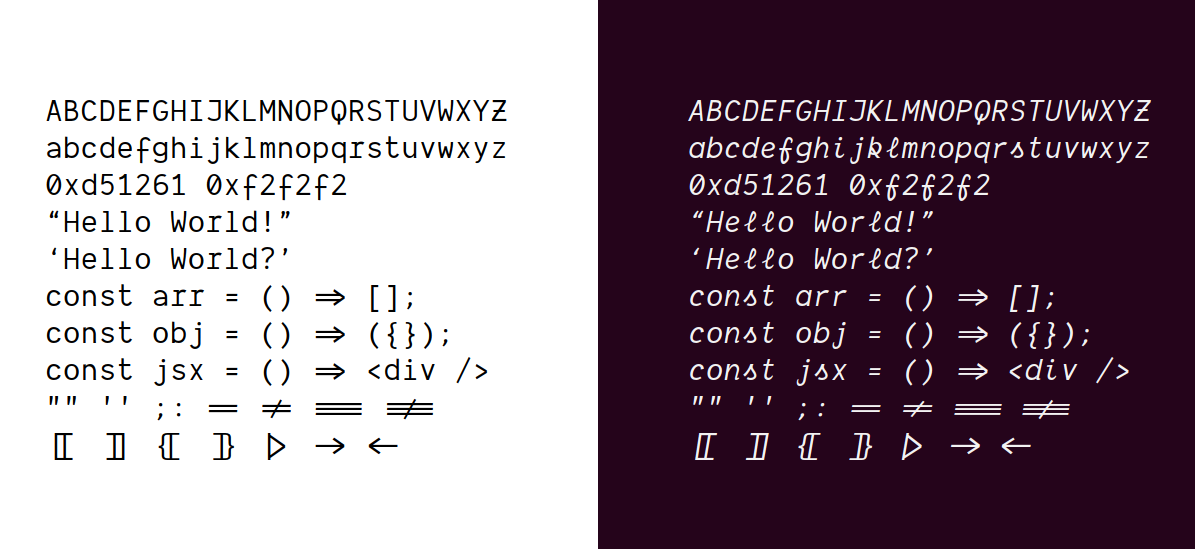 ABCDEFGHIJKLMNOPQRSTUVWXYZ
abcdefghijklmnopqrstuvwxyz
0xd51261 0xf2f2f2
“Hello World!”
‘Hello World?’
const arr = () => [];
const obj = () => ({});
const jsx = () => <div />
"" '' ;: == != === !==
[[ ]] {[ ]} |> -> <-
ABCDEFGHIJKLMNOPQRSTUVWXYZ
abcdefghijklmnopqrstuvwxyz
0xd51261 0xf2f2f2
“Hello World!”
‘Hello World?’
const arr = () => [];
const obj = () => ({});
const jsx = () => <div />
"" '' ;: == != === !==
[[ ]] {[ ]} |> -> <-